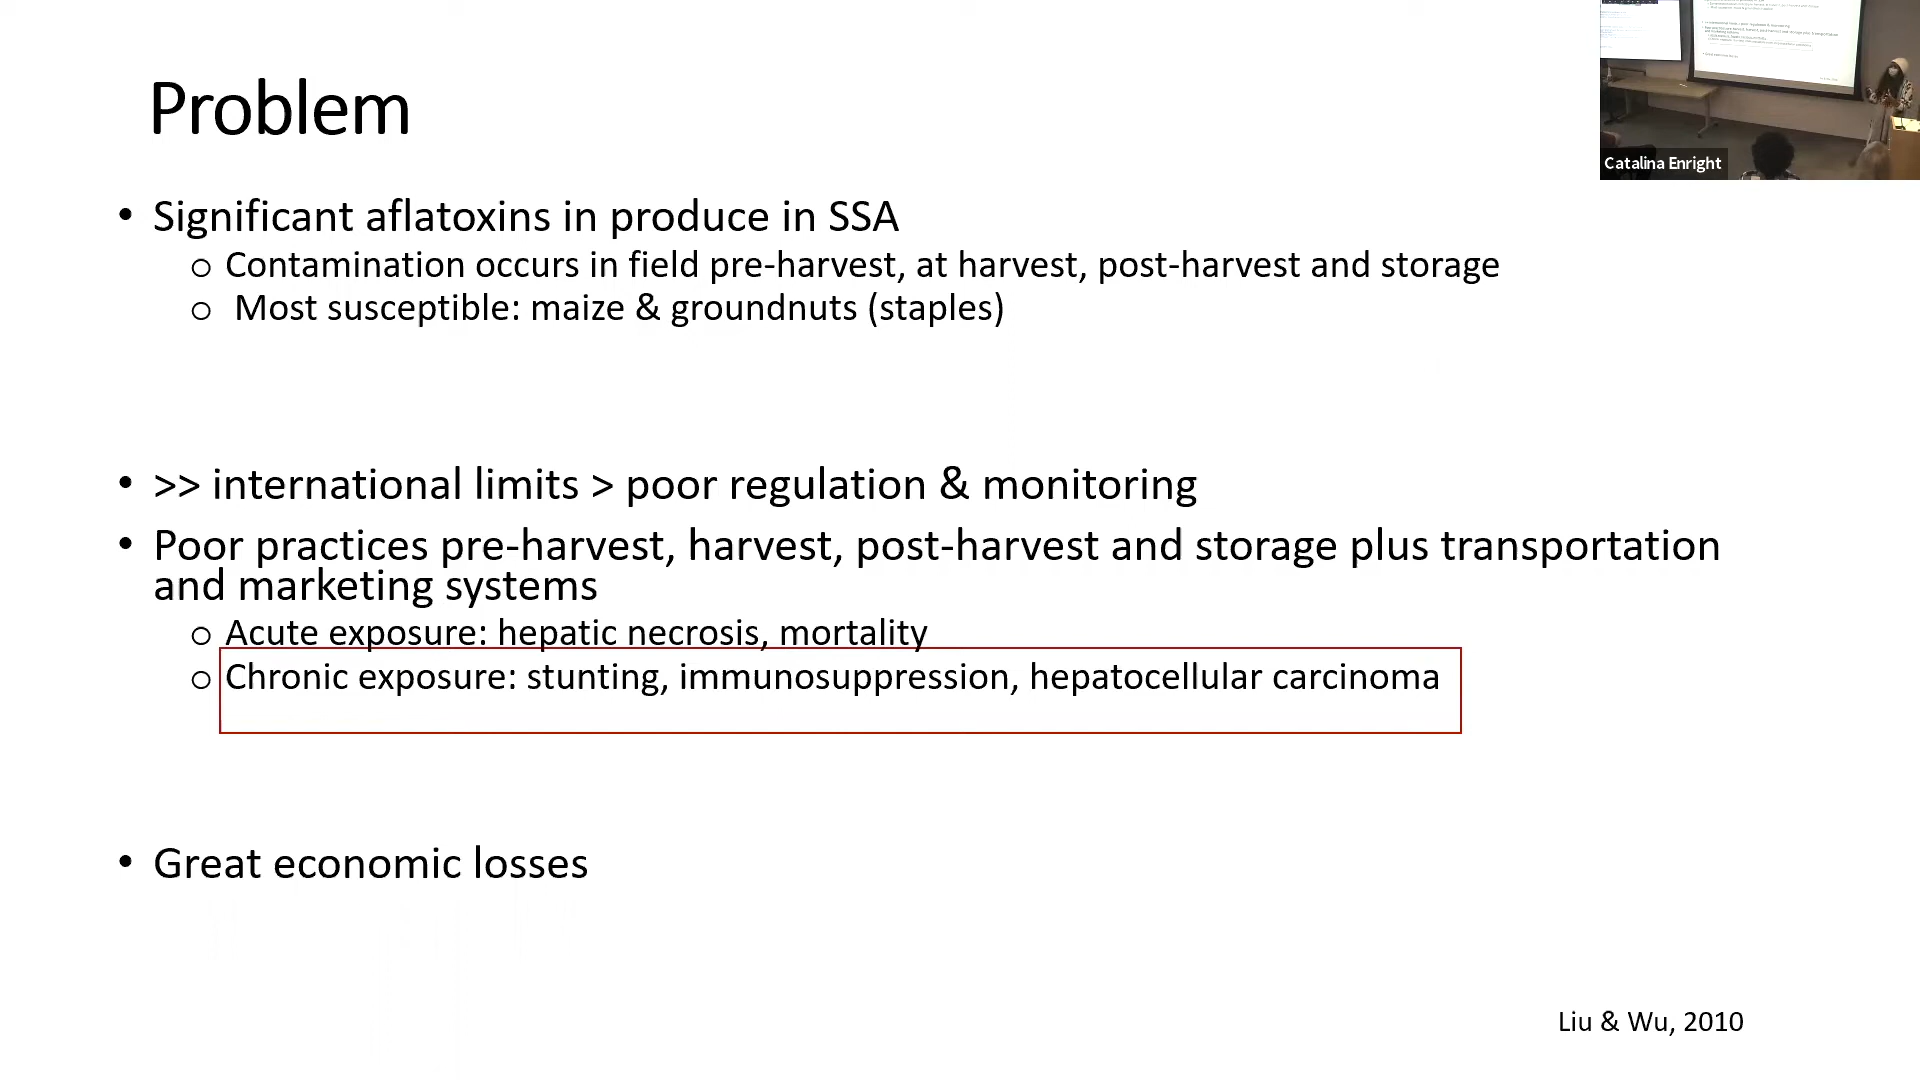 Problem
• Significant aflatoxins in produce in SSA
o Contamination occurs in field pre-harvest, at harvest, post-harvest and storage
o Most susceptible: maize & groundnuts (staples)
• >> international limits > poor regulation & monitoring
• Poor practices pre-harvest, harvest, post-harvest and storage plus transportation
and marketing systems
o Acute exposure: hepatic necrosis, mortality
o Chronic exposure: stunting, immunosuppression, hepatocellular carcinoma
• Great economic losses
Liu & Wu, 2010
Catalina Enright